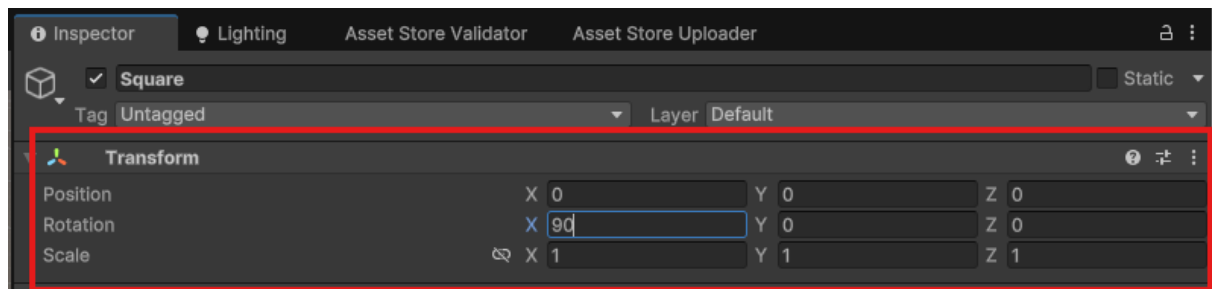 Inspector Lighting Asset Store Validator Asset Store Uploader
Square Static
Tag Untagged Layer Default
Transform
Position X 0 Y 0 Z 0
Rotation X 90 Y 0 Z 0
Scale X 1 Y 1 Z 1